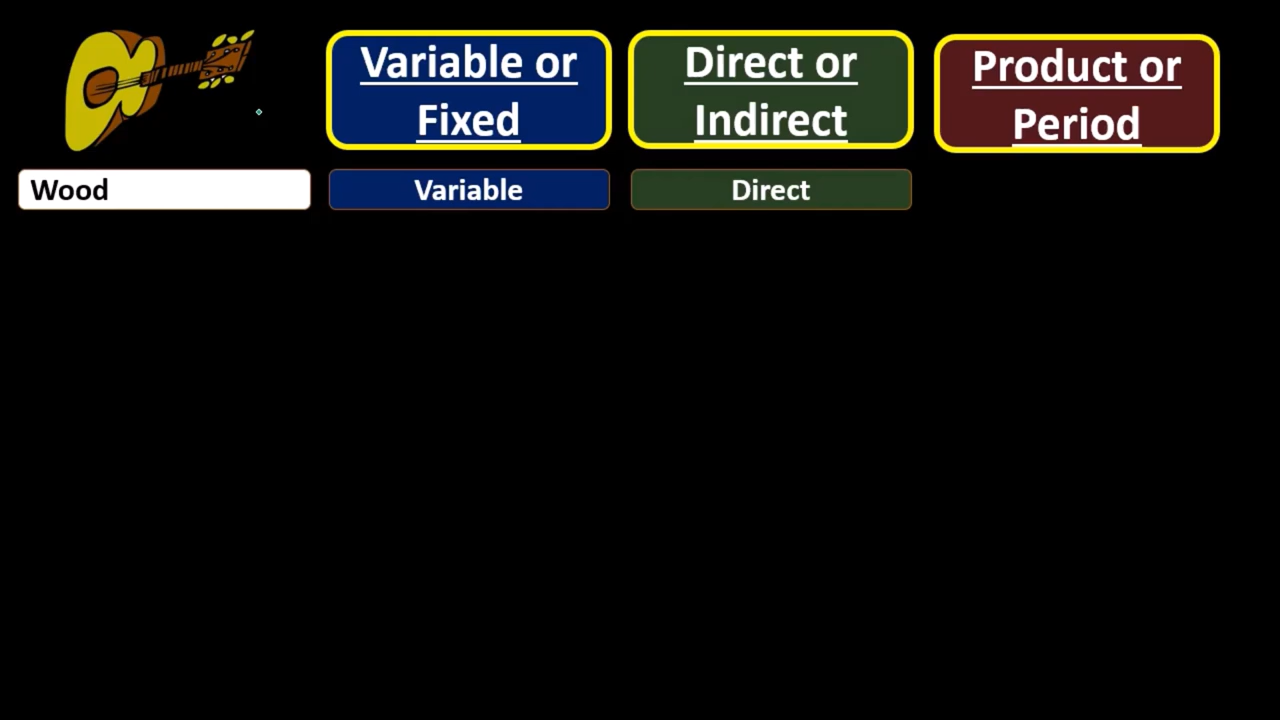 Variable or
Fixed
Direct or
Indirect
Product or
Period
Wood
Variable
Direct